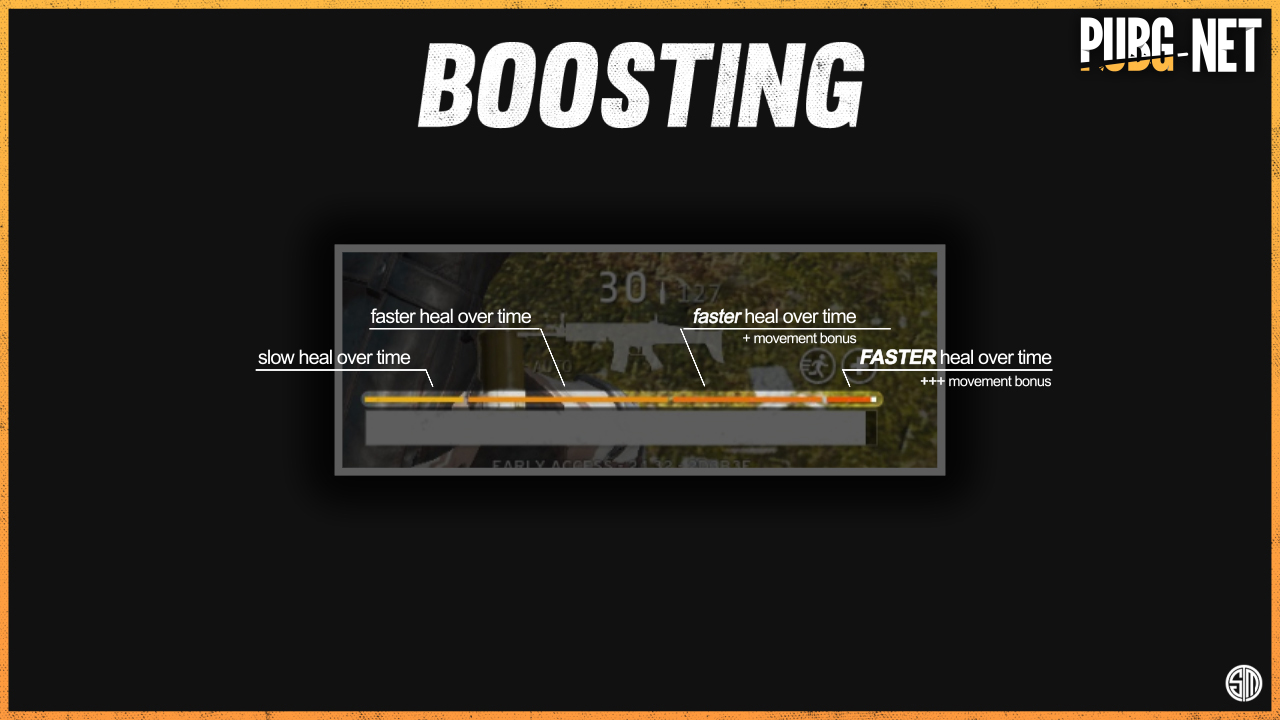 PUBG-NET
BOOSTING
30 | 127
faster heal over time
faster heal over time
+ movement bonus
slow heal over time
FASTER heal over time
+++ movement bonus
EARLY ACCESS
TSM